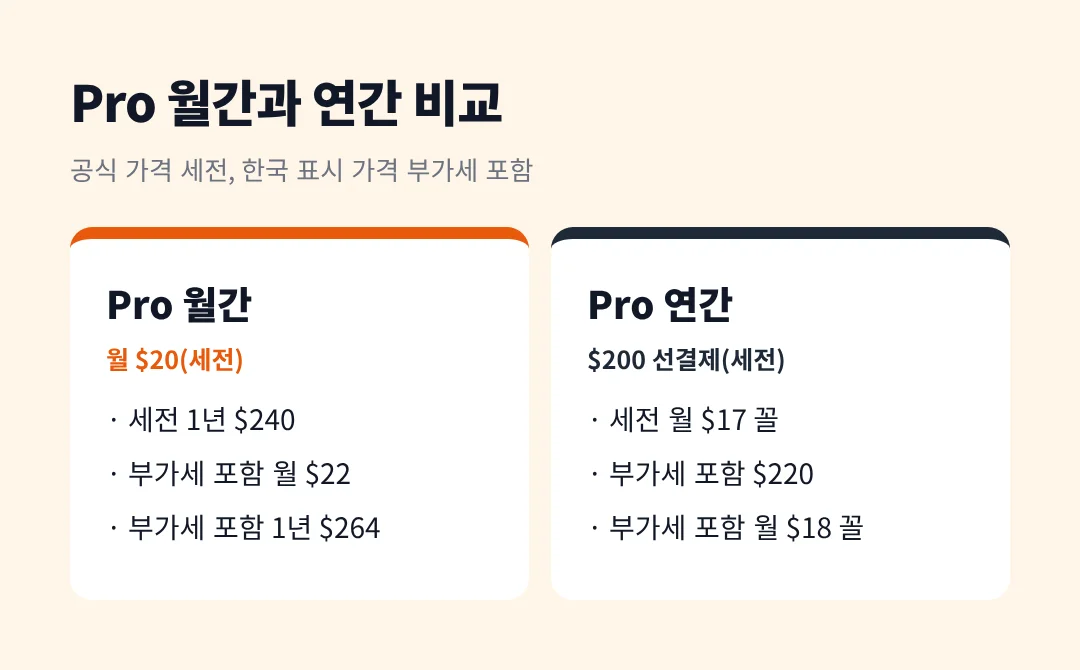 Pro 월간과 연간 비교
공식 가격 세전, 한국 표시 가격 부가세 포함
Pro 월간
월 $20(세전)
· 세전 1년 $240
· 부가세 포함 월 $22
· 부가세 포함 1년 $264
Pro 연간
$200 선결제(세전)
· 세전 월 $17 꼴
· 부가세 포함 $220
· 부가세 포함 월 $18 꼴